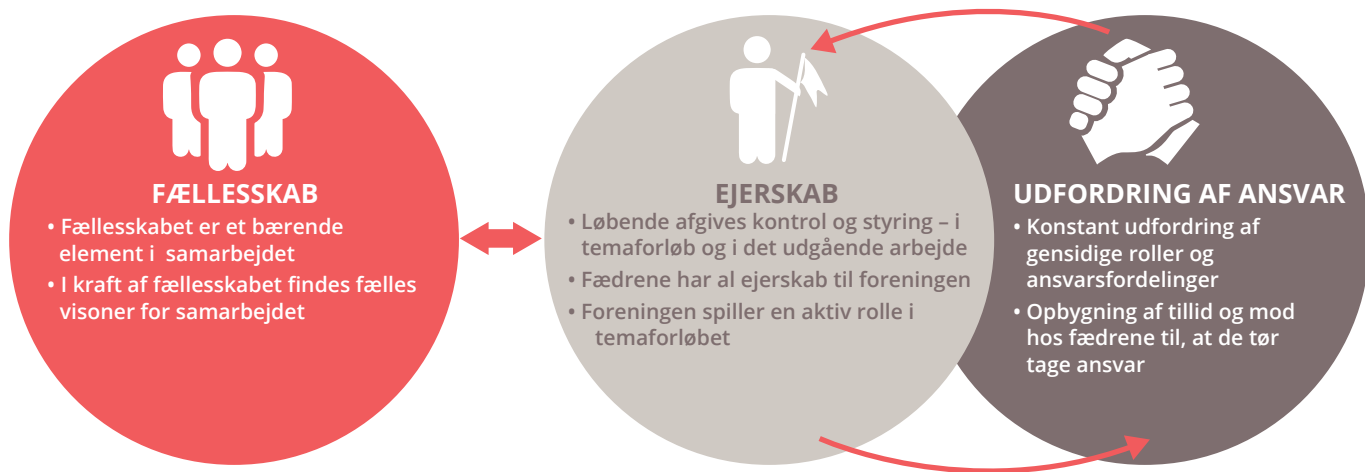 FÆLLESSKAB
• Fællesskabet er et bærende
element i samarbejdet
• I kraft af fællesskabet findes fælles
visoner for samarbejdet
EJERSKAB
• Løbende afgives kontrol og styring – i
temaforløb og i det udgående arbejde
• Fædrene har al ejerskab til foreningen
• Foreningen spiller en aktiv rolle i
temaforløbet
UDFORDRING AF ANSVAR
• Konstant udfordring af
gensidige roller og
ansvarsfordelinger
• Opbygning af tillid og mod
hos fædrene til, at de tør
tage ansvar